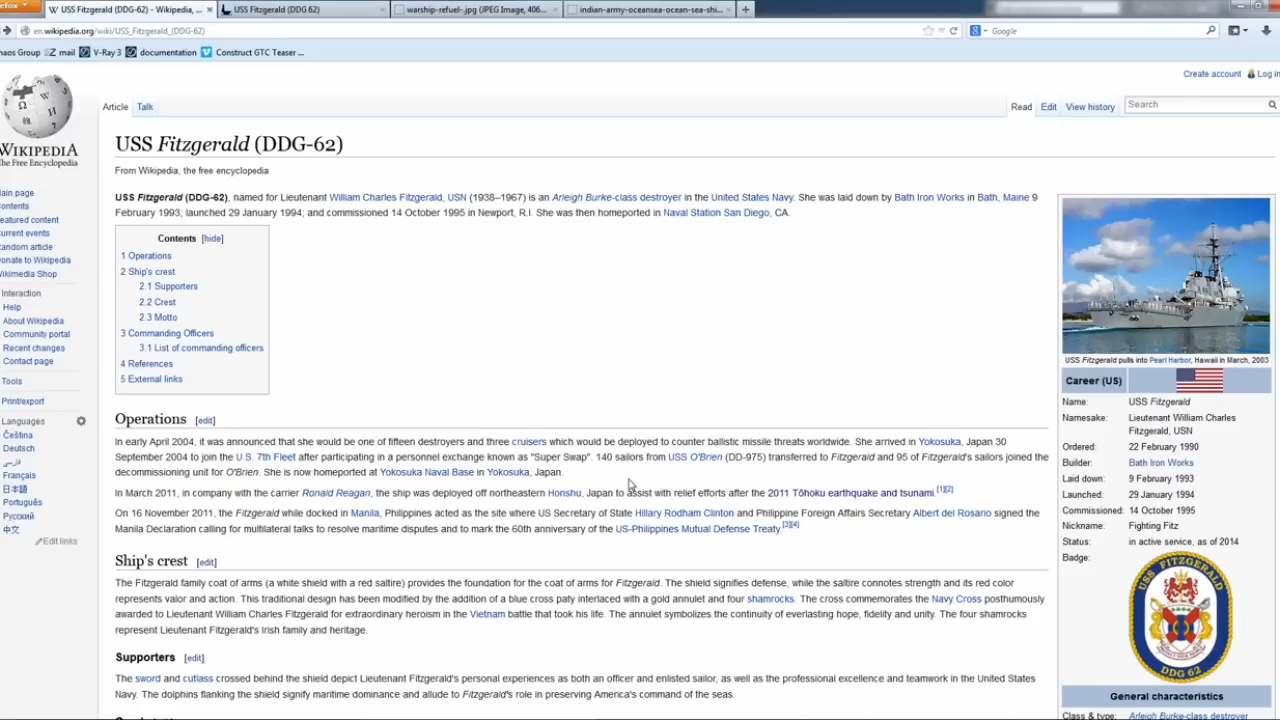 efox
USS Fitzgerald (DDG-62) - Wikipedia, ...
USS Fitzgerald (DDG 62)
warship-refuel-.jpg (JPEG Image, 406...
indian-army-oceansea-ocean-sea-shi...
en.wikipedia.org/wiki/USS_Fitzgerald_(DDG-62)
Google
haos Group
mail
V-Ray 3
documentation
Construct GTC Teaser ...
Create account
Log in
Article
Talk
Read
Edit
View history
Search
WIKIPEDIA
The Free Encyclopedia
ain page
ontents
eatured content
urrent events
andom article
onate to Wikipedia
ikimedia Shop
Interaction
Help
About Wikipedia
Community portal
Recent changes
Contact page
Tools
Print/export
Languages
Čeština
Deutsch
فارسی
Français
日本語
Português
Русский
中文
Edit links
USS Fitzgerald (DDG-62)
From Wikipedia, the free encyclopedia
USS Fitzgerald (DDG-62), named for Lieutenant William Charles Fitzgerald, USN (1938–1967) is an Arleigh Burke-class destroyer in the United States Navy. She was laid down by Bath Iron Works in Bath, Maine 9
February 1993; launched 29 January 1994; and commissioned 14 October 1995 in Newport, R.I. She was then homeported in Naval Station San Diego, CA.
Contents [hide]
1 Operations
2 Ship's crest
2.1 Supporters
2.2 Crest
2.3 Motto
3 Commanding Officers
3.1 List of commanding officers
4 References
5 External links
Operations [edit]
In early April 2004, it was announced that she would be one of fifteen destroyers and three cruisers which would be deployed to counter ballistic missile threats worldwide. She arrived in Yokosuka, Japan 30
September 2004 to join the U.S. 7th Fleet after participating in a personnel exchange known as "Super Swap". 140 sailors from USS O'Brien (DD-975) transferred to Fitzgerald and 95 of Fitzgerald's sailors joined the
decommissioning unit for O'Brien. She is now homeported at Yokosuka Naval Base in Yokosuka, Japan.
In March 2011, in company with the carrier Ronald Reagan, the ship was deployed off northeastern Honshu, Japan to assist with relief efforts after the 2011 Tōhoku earthquake and tsunami.[1][2]
On 16 November 2011, the Fitzgerald while docked in Manila, Philippines acted as the site where US Secretary of State Hillary Rodham Clinton and Philippine Foreign Affairs Secretary Albert del Rosario signed the
Manila Declaration calling for multilateral talks to resolve maritime disputes and to mark the 60th anniversary of the US-Philippines Mutual Defense Treaty.[3][4]
Ship's crest [edit]
The Fitzgerald family coat of arms (a white shield with a red saltire) provides the foundation for the coat of arms for Fitzgerald. The shield signifies defense, while the saltire connotes strength and its red color
represents valor and action. This traditional design has been modified by the addition of a blue cross paty interlaced with a gold annulet and four shamrocks. The cross commemorates the Navy Cross posthumously
awarded to Lieutenant William Charles Fitzgerald for extraordinary heroism in the Vietnam battle that took his life. The annulet symbolizes the continuity of everlasting hope, fidelity and unity. The four shamrocks
represent Lieutenant Fitzgerald's Irish family and heritage.
Supporters [edit]
The sword and cutlass crossed behind the shield depict Lieutenant Fitzgerald's personal experiences as both an officer and enlisted sailor, as well as the professional excellence and teamwork in the United States
Navy. The dolphins flanking the shield signify maritime dominance and allude to Fitzgerald's role in preserving America's command of the seas.
USS Fitzgerald pulls into Pearl Harbor, Hawaii in March, 2003
Career (US)
Name: USS Fitzgerald
Namesake: Lieutenant William Charles
Fitzgerald, USN
Ordered: 22 February 1990
Builder: Bath Iron Works
Laid down: 9 February 1993
Launched: 29 January 1994
Commissioned: 14 October 1995
Nickname: Fighting Fitz
Status: in active service, as of 2014
Badge:
USS FITZGERALD
DDG 62
General characteristics
Class & type: Arleigh Burke-class destroyer